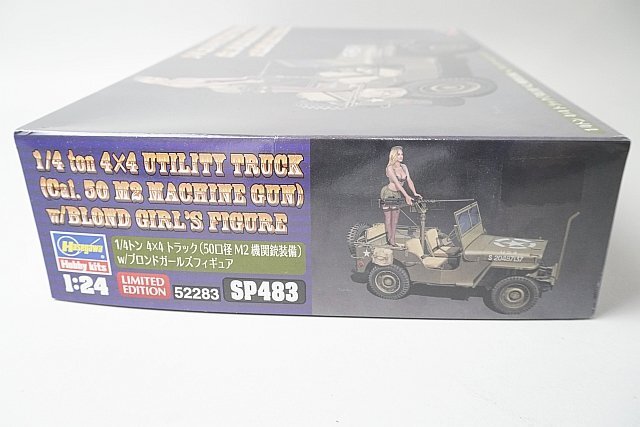 1/4 ton 4×4 UTILITY TRUCK
(Cal. 50 M2 MACHINE GUN)
w/BLOND GIRL'S FIGURE
Hasegawa
Hobby kits
1/4トン 4×4 トラック(50口径 M2 機関銃装備)
w/ブロンドガールズフィギュア
1:24
LIMITED
EDITION
52283
SP483
S 20497137